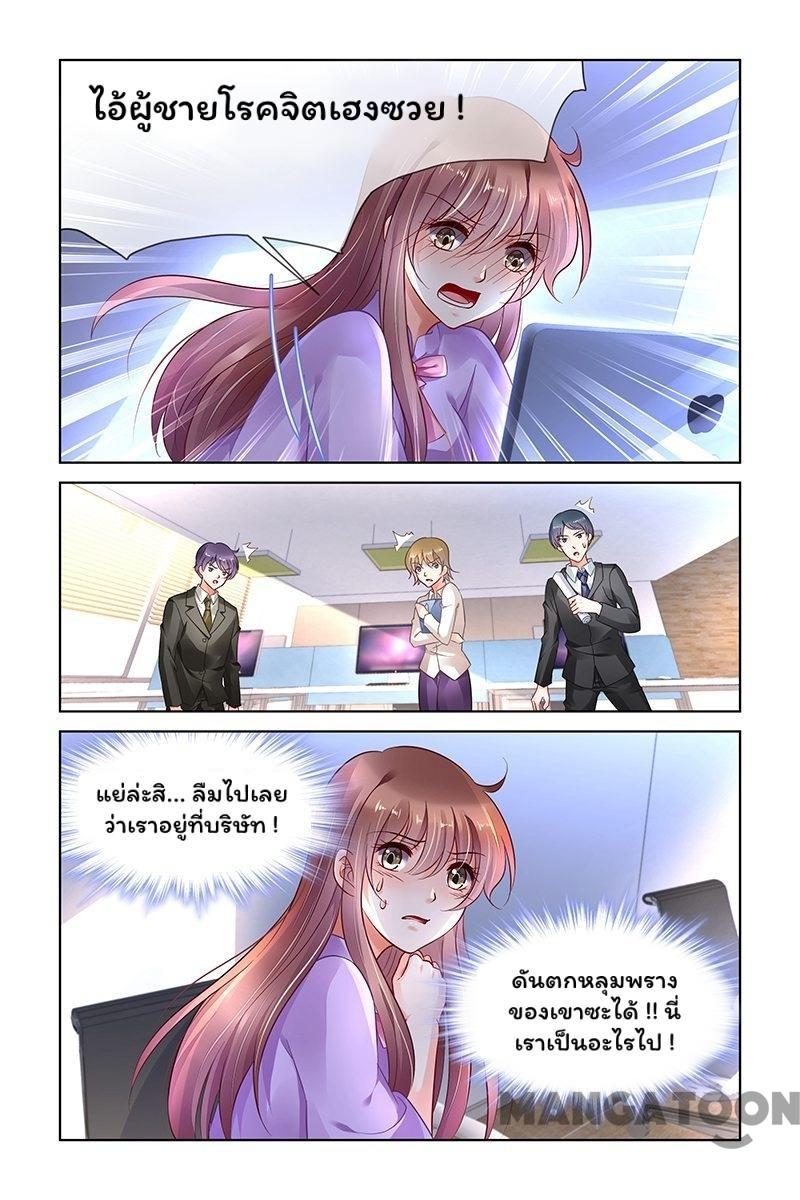 ไอ้ผู้ชายโรคจิตเฮงซวย !
แย่ล่ะสิ... ลืมไปเลย
ว่าเราอยู่ที่บริษัท !
ดันตกหลุมพราง
ของเขาซะได้ !! นี่
เราเป็นอะไรไป !
MANGATOON